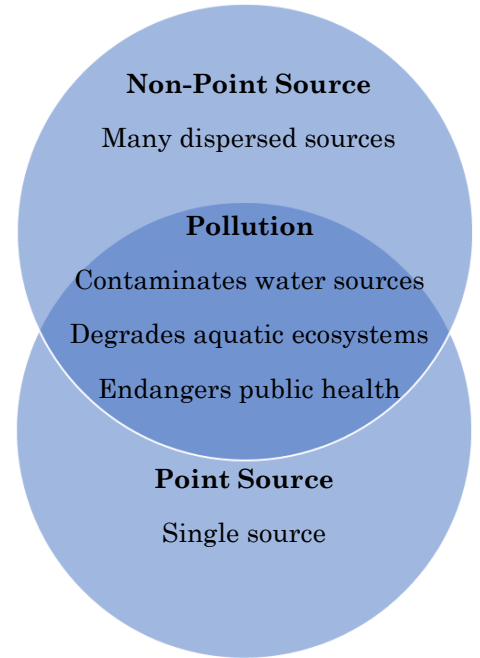 Non-Point Source
Many dispersed sources
Pollution
Contaminates water sources
Degrades aquatic ecosystems
Endangers public health
Point Source
Single source